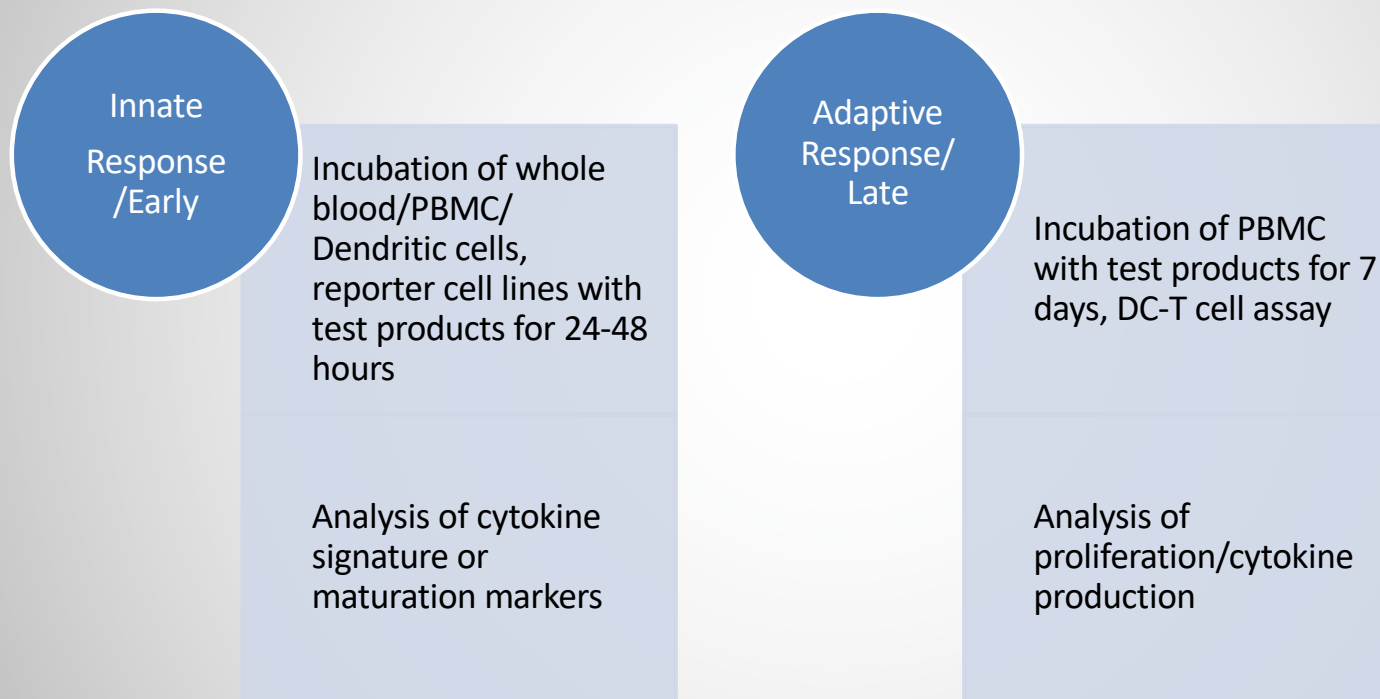 Innate
Response
/Early
Incubation of whole
blood/PBMC/
Dendritic cells,
reporter cell lines with
test products for 24-48
hours
Analysis of cytokine
signature or
maturation markers
Adaptive
Response/
Late
Incubation of PBMC
with test products for 7
days, DC-T cell assay
Analysis of
proliferation/cytokine
production